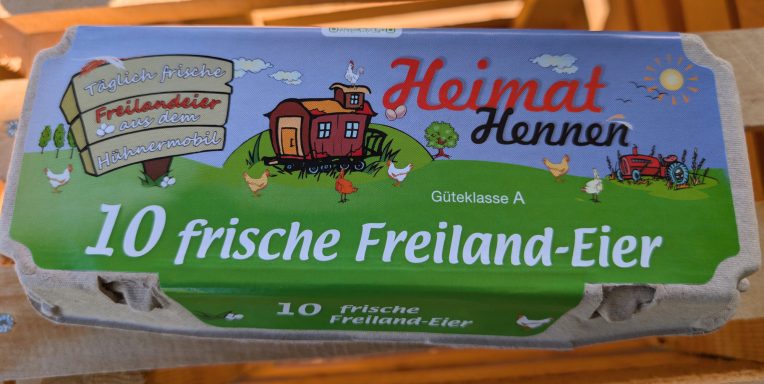 Täglich frische
Freilandeier
aus dem
Hühnermobil
Heimat
Hennen
Güteklasse A
10 frische Freiland-Eier
10 frische
Freiland-Eier